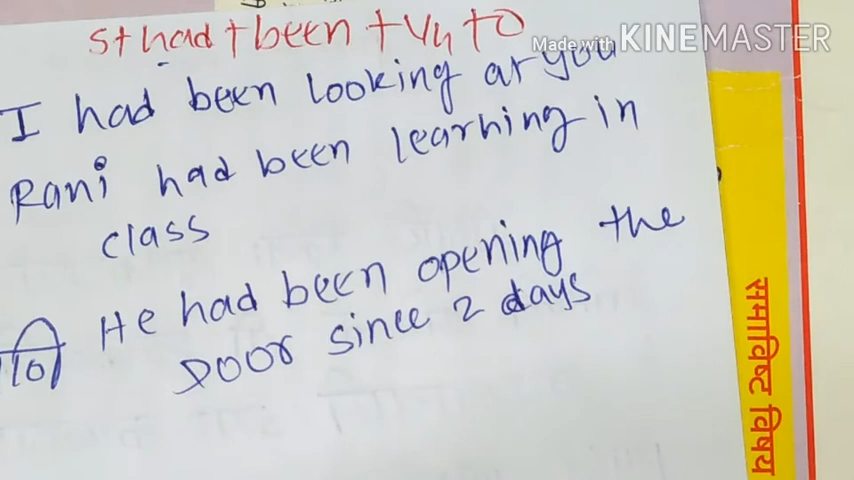 S+ had + been + V4 + O
Made with KINEMASTER
I had been looking at you
Rani had been learning in
class
He had been opening the
(10) Door since 2 days
समाविष्ट विषय